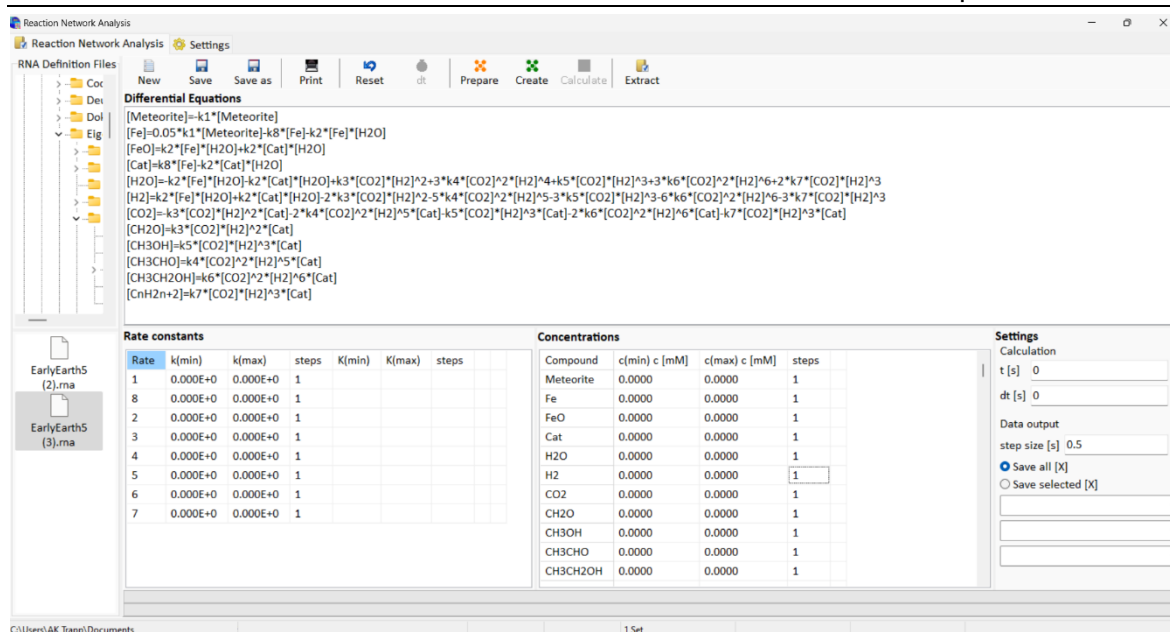 Reaction Network Analysis
Reaction Network Analysis Settings
RNA Definition Files
New Save Save as Print Reset dt Prepare Create Calculate Extract
Coc
Deu
Dol
Eig
Differential Equations
[Meteorite]=-k1*[Meteorite]
[Fe]=0.05*k1*[Meteorite]-k8*[Fe]-k2*[Fe]*[H2O]
[FeO]=k2*[Fe]*[H2O]+k2*[Cat]*[H2O]
[Cat]=k8*[Fe]-k2*[Cat]*[H2O]
[H2O]=-k2*[Fe]*[H2O]-k2*[Cat]*[H2O]+k3*[CO2]*[H2]^2+3*k4*[CO2]^2*[H2]^4+k5*[CO2]*[H2]^3+3*k6*[CO2]^2*[H2]^6+2*k7*[CO2]*[H2]^3
[H2]=k2*[Fe]*[H2O]+k2*[Cat]*[H2O]-2*k3*[CO2]*[H2]^2-5*k4*[CO2]^2*[H2]^5-3*k5*[CO2]*[H2]^3-6*k6*[CO2]^2*[H2]^6-3*k7*[CO2]*[H2]^3
[CO2]=-k3*[CO2]*[H2]^2*[Cat]-2*k4*[CO2]^2*[H2]^5*[Cat]-k5*[CO2]*[H2]^3*[Cat]-2*k6*[CO2]^2*[H2]^6*[Cat]-k7*[CO2]*[H2]^3*[Cat]
[CH2O]=k3*[CO2]*[H2]^2*[Cat]
[CH3OH]=k5*[CO2]*[H2]^3*[Cat]
[CH3CHO]=k4*[CO2]^2*[H2]^5*[Cat]
[CH3CH2OH]=k6*[CO2]^2*[H2]^6*[Cat]
[CnH2n+2]=k7*[CO2]*[H2]^3*[Cat]
EarlyEarth5
(2).rna
EarlyEarth5
(3).rna
Rate constants
Rate k(min) k(max) steps K(min) K(max) steps
1 0.000E+0 0.000E+0 1
8 0.000E+0 0.000E+0 1
2 0.000E+0 0.000E+0 1
3 0.000E+0 0.000E+0 1
4 0.000E+0 0.000E+0 1
5 0.000E+0 0.000E+0 1
6 0.000E+0 0.000E+0 1
7 0.000E+0 0.000E+0 1
Concentrations
Compound c(min) c [mM] c(max) c [mM] steps
Meteorite 0.0000 0.0000 1
Fe 0.0000 0.0000 1
FeO 0.0000 0.0000 1
Cat 0.0000 0.0000 1
H2O 0.0000 0.0000 1
H2 0.0000 0.0000 1
CO2 0.0000 0.0000 1
CH2O 0.0000 0.0000 1
CH3OH 0.0000 0.0000 1
CH3CHO 0.0000 0.0000 1
CH3CH2OH 0.0000 0.0000 1
Settings
Calculation
t [s] 0
dt [s] 0
Data output
step size [s] 0.5
Save all [X]
Save selected [X]
C:\Users\AK Trapp\Documents 1 Set